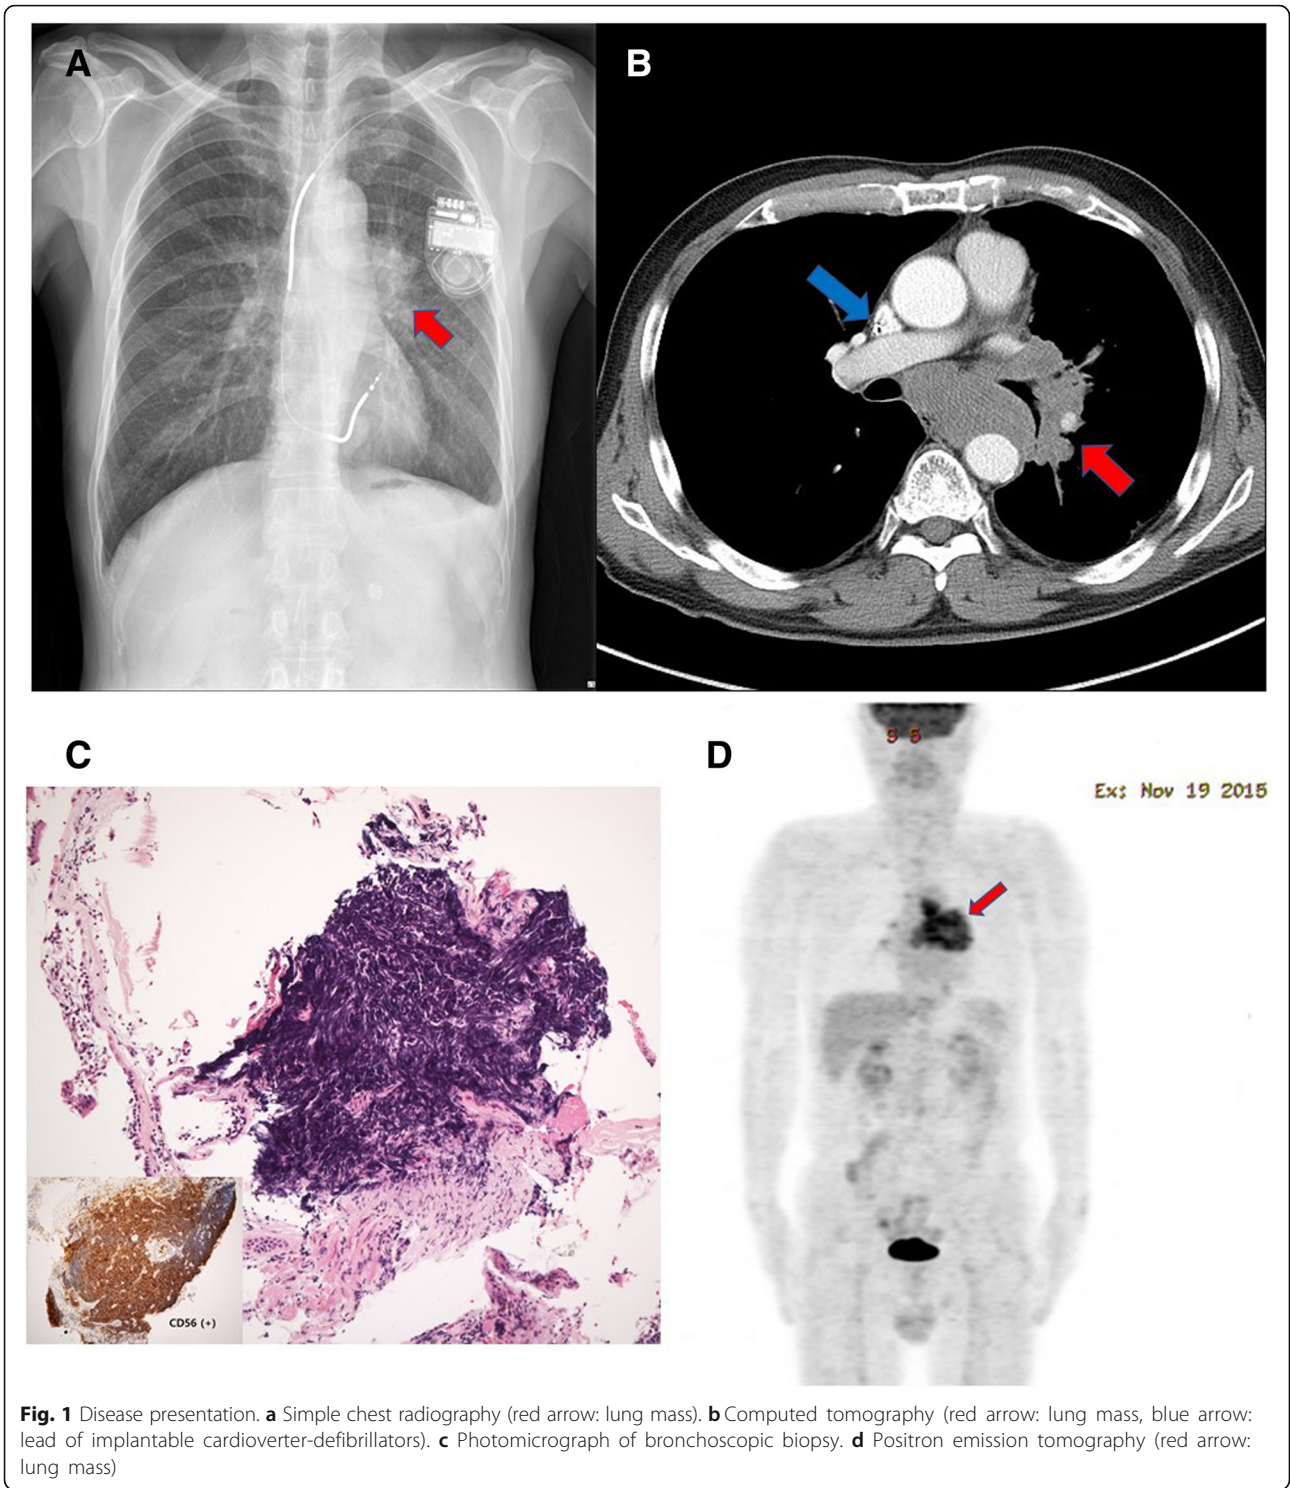 A
B
C
D
S S
Ex: Nov 19 2015
CD56 (+)
Fig. 1 Disease presentation. a Simple chest radiography (red arrow: lung mass). b Computed tomography (red arrow: lung mass, blue arrow:
lead of implantable cardioverter-defibrillators). c Photomicrograph of bronchoscopic biopsy. d Positron emission tomography (red arrow:
lung mass)